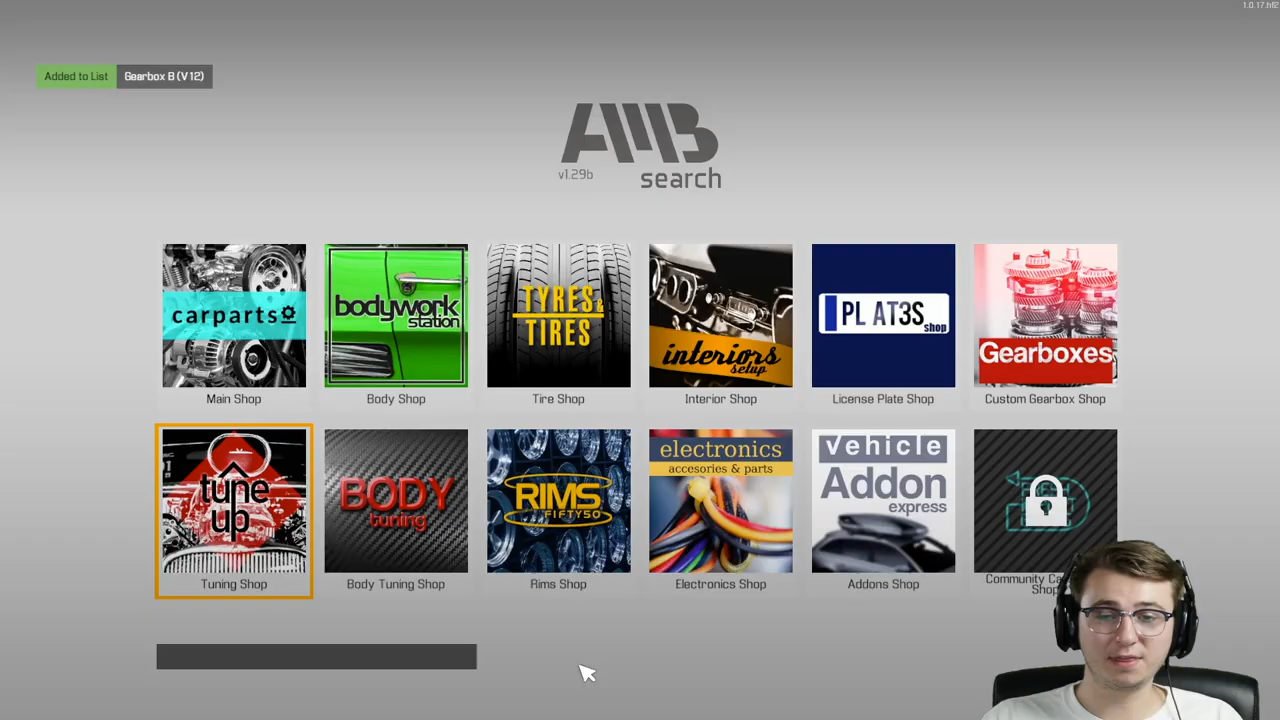 1.0.17.hf2
Added to List Gearbox B (V12)
AMB
v1.29b search
carparts
bodywork
station
TYRES &
TIRES
interiors
setup
PL AT3S
shop
Gearboxes
Main Shop
Body Shop
Tire Shop
Interior Shop
License Plate Shop
Custom Gearbox Shop
tune
up
BODY
tuning
RIMS
FIFTY50
electronics
accesories & parts
vehicle
Addon
express
Tuning Shop
Body Tuning Shop
Rims Shop
Electronics Shop
Addons Shop
Community
Shop